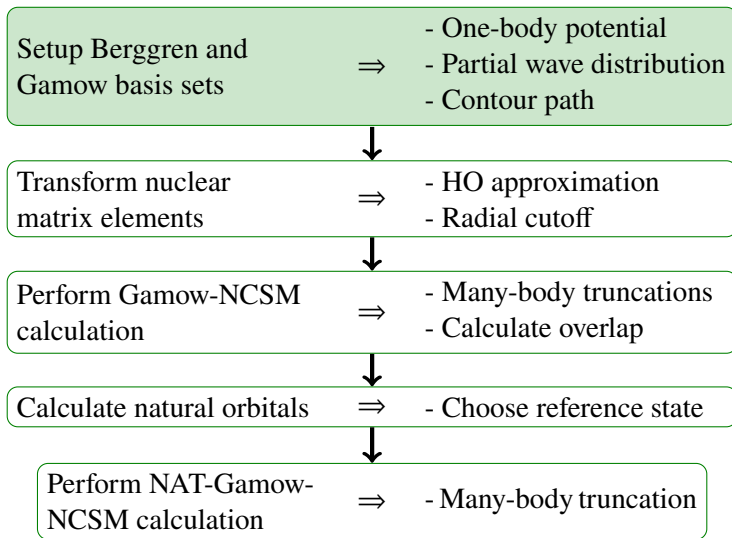 Setup Berggren and
Gamow basis sets
⇒
- One-body potential
- Partial wave distribution
- Contour path
Transform nuclear
matrix elements
⇒
- HO approximation
- Radial cutoff
Perform Gamow-NCSM
calculation
⇒
- Many-body truncations
- Calculate overlap
Calculate natural orbitals
⇒
- Choose reference state
Perform NAT-Gamow-
NCSM calculation
⇒
- Many-body truncation